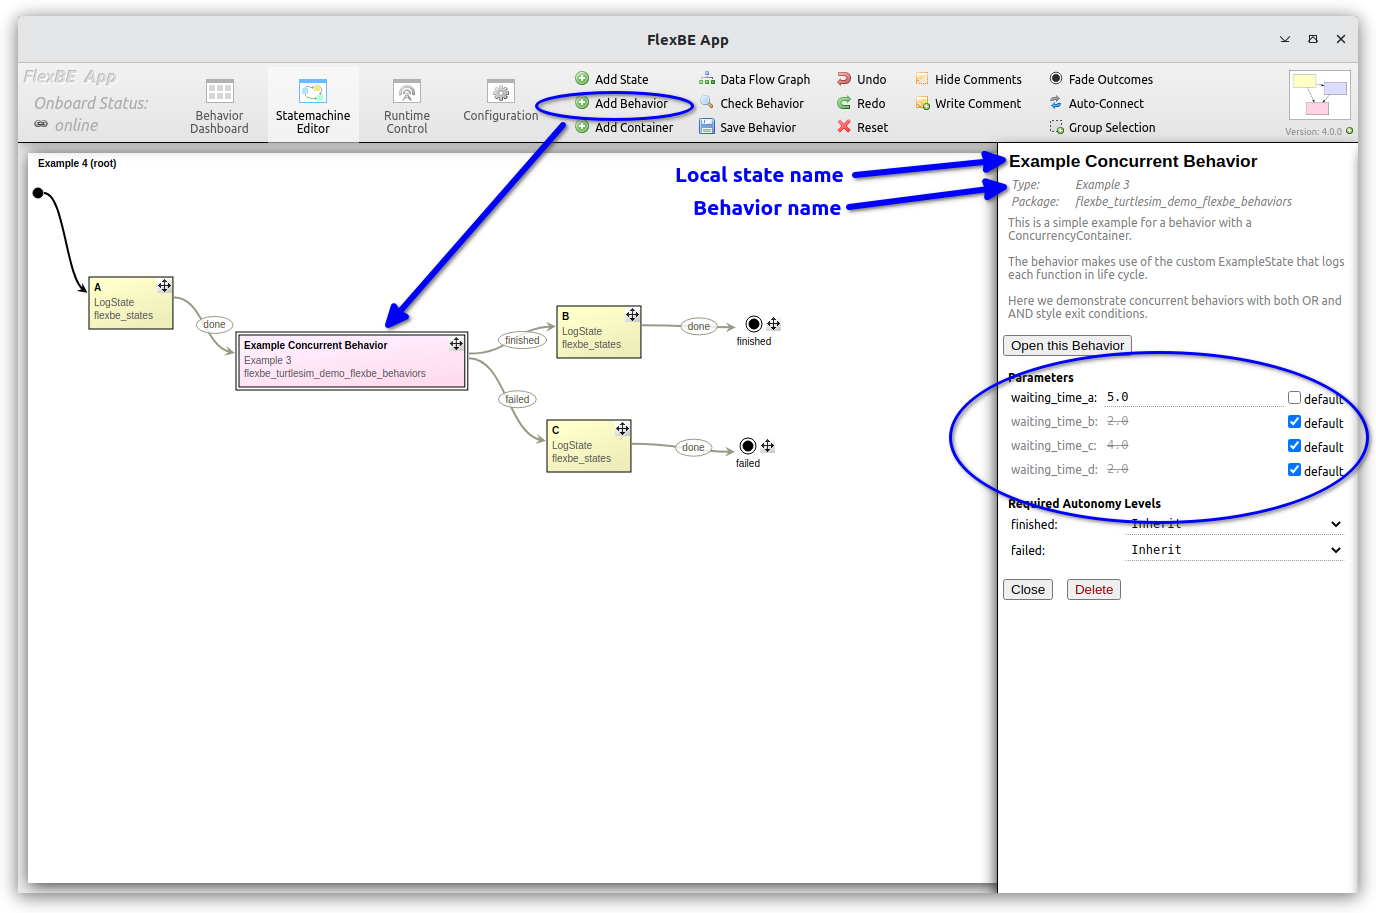 FlexBE App
FlexBE App
Onboard Status:
online
Behavior
Dashboard
Statemachine
Editor
Runtime
Control
Configuration
Add State
Add Behavior
Add Container
Data Flow Graph
Check Behavior
Save Behavior
Undo
Redo
Reset
Hide Comments
Write Comment
Fade Outcomes
Auto-Connect
Group Selection
Version: 4.0.0
Example 4 (root)
A
LogState
flexbe_states
done
Example Concurrent Behavior
Example 3
flexbe_turtlesim_demo_flexbe_behaviors
finished
failed
B
LogState
flexbe_states
done
finished
C
LogState
flexbe_states
done
failed
Local state name
Behavior name
Example Concurrent Behavior
Type: Example 3
Package: flexbe_turtlesim_demo_flexbe_behaviors
This is a simple example for a behavior with a
ConcurrencyContainer.
The behavior makes use of the custom ExampleState that logs
each function in life cycle.
Here we demonstrate concurrent behaviors with both OR and
AND style exit conditions.
Open this Behavior
Parameters
waiting_time_a: 5.0 default
waiting_time_b: 2.0 default
waiting_time_c: 4.0 default
waiting_time_d: 2.0 default
Required Autonomy Levels
finished: Inherit
failed: Inherit
Close Delete